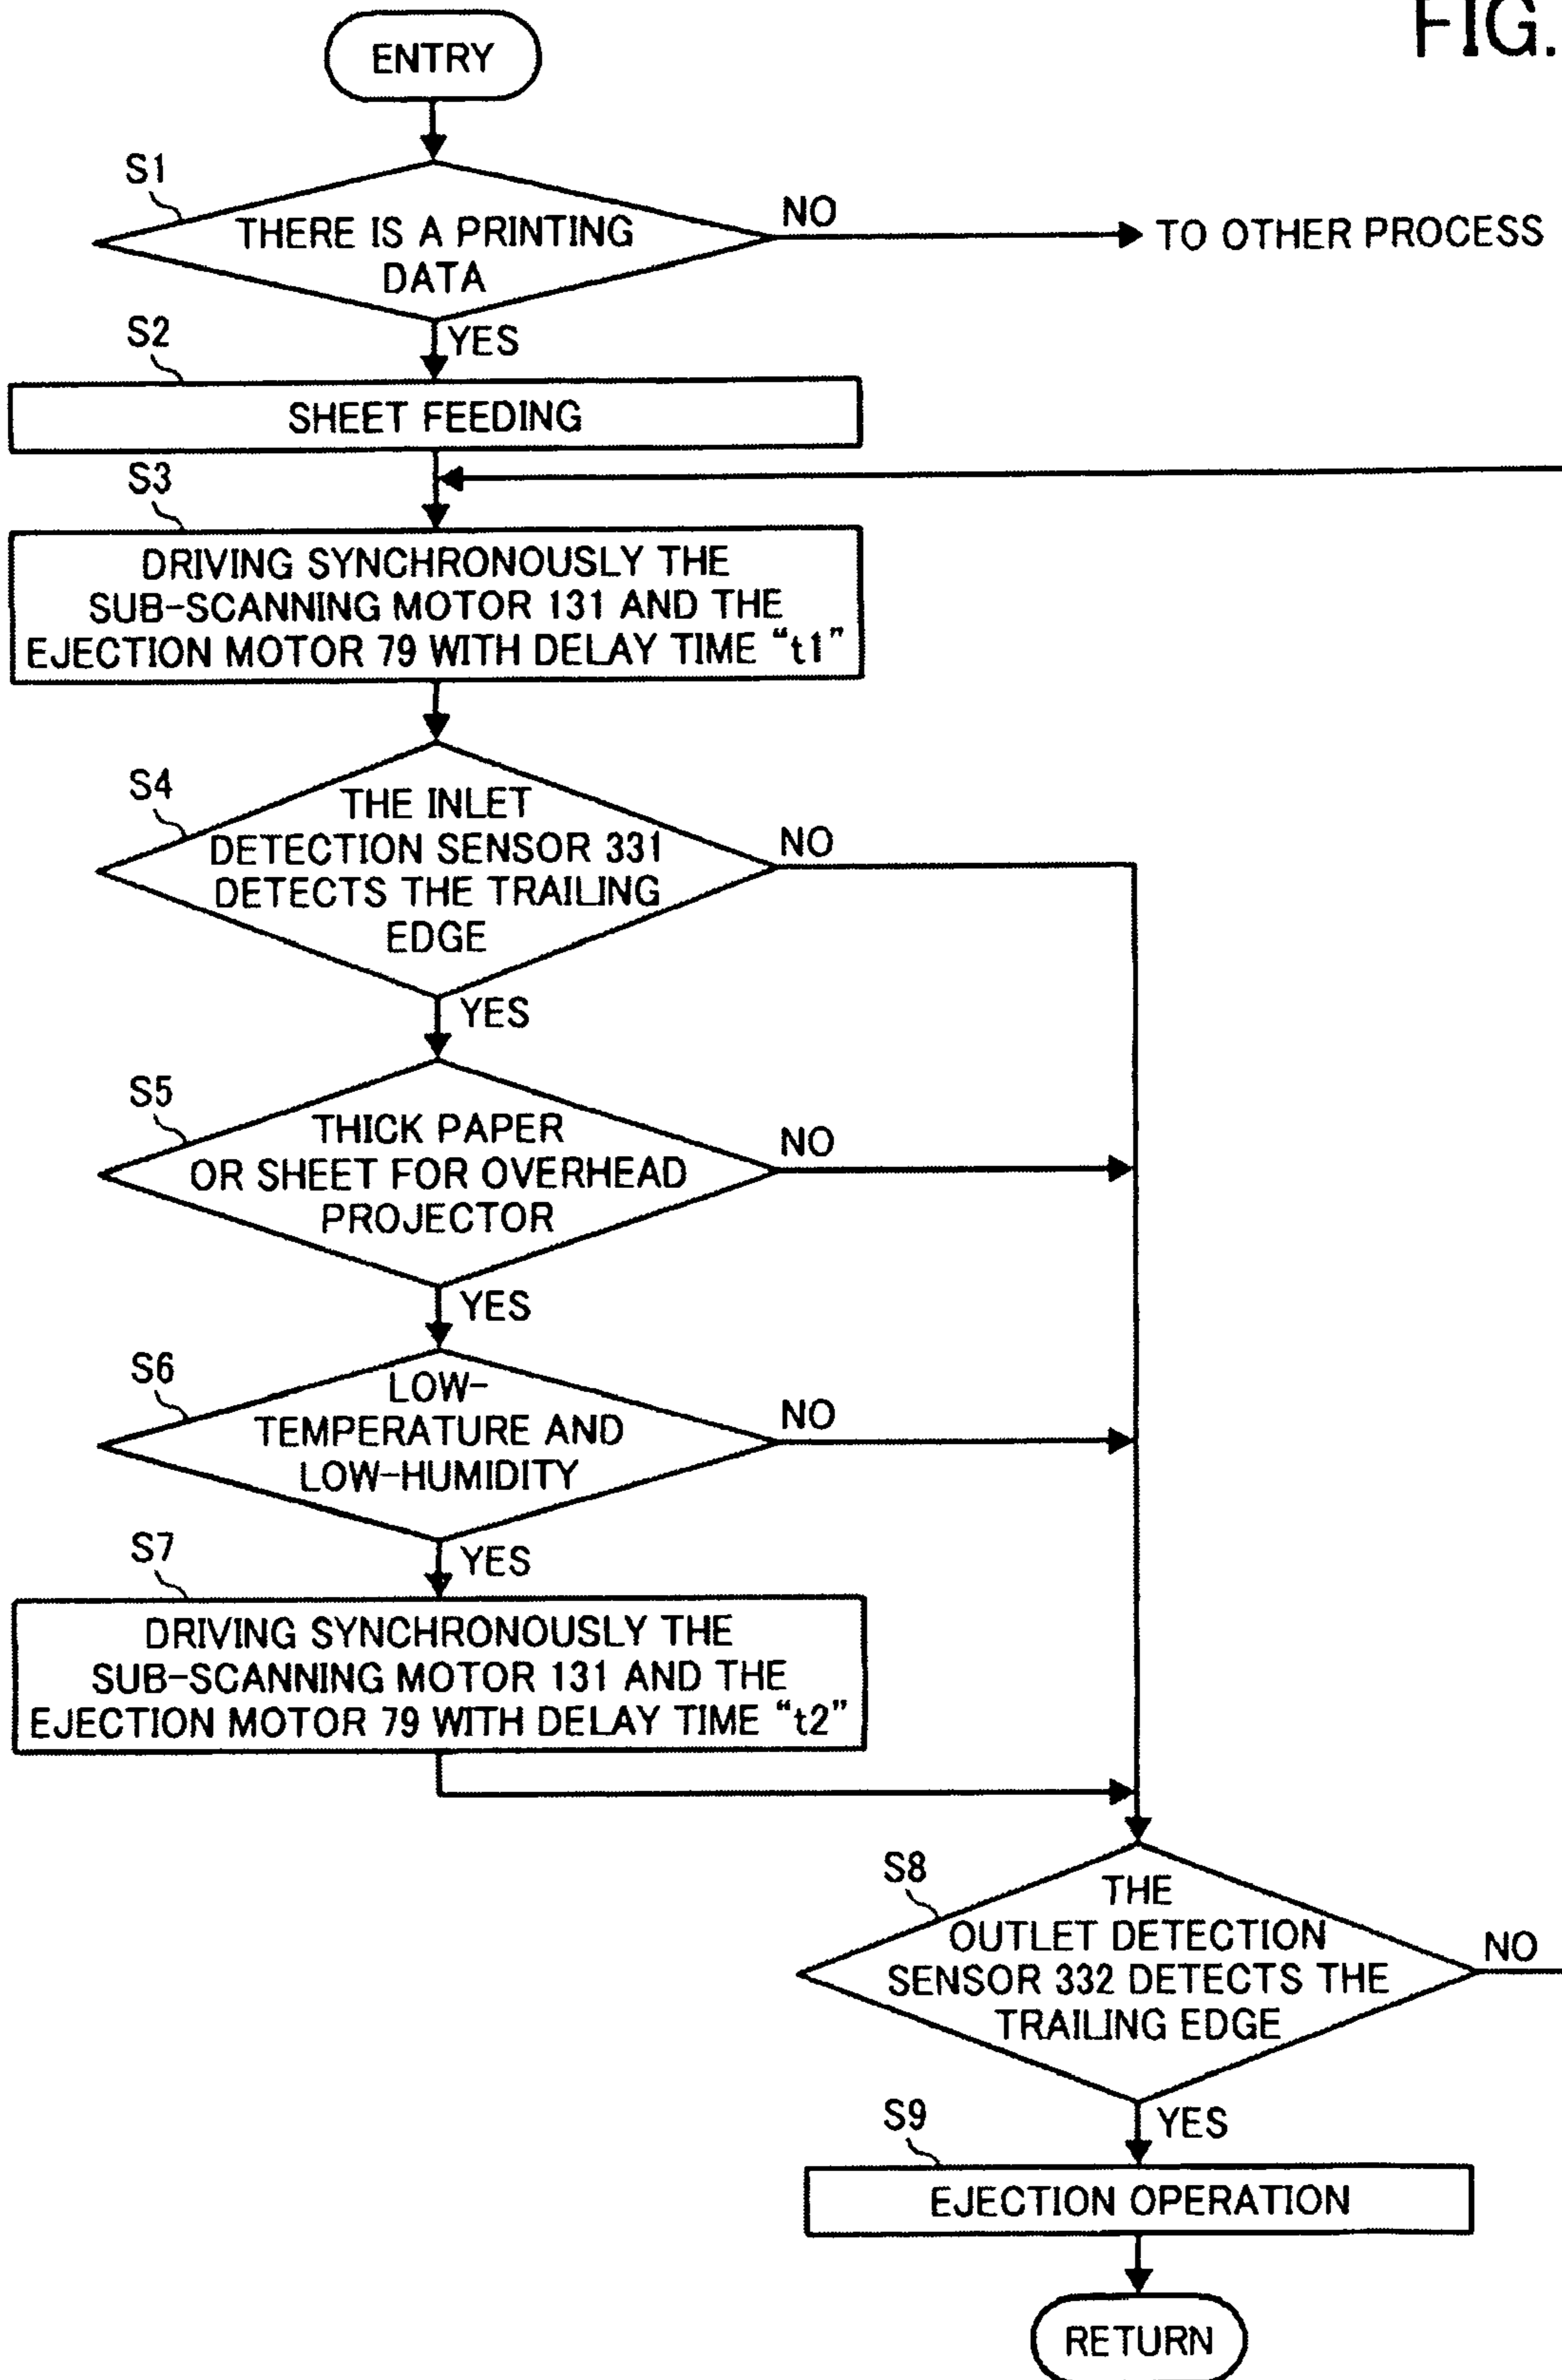 FIG.
ENTRY
S1
THERE IS A PRINTING
DATA
NO
TO OTHER PROCESS
YES
S2
SHEET FEEDING
S3
DRIVING SYNCHRONOUSLY THE
SUB-SCANNING MOTOR 131 AND THE
EJECTION MOTOR 79 WITH DELAY TIME “t1”
S4
THE INLET
DETECTION SENSOR 331
DETECTS THE TRAILING
EDGE
NO
YES
S5
THICK PAPER
OR SHEET FOR OVERHEAD
PROJECTOR
NO
YES
S6
LOW-
TEMPERATURE AND
LOW-HUMIDITY
NO
YES
S7
DRIVING SYNCHRONOUSLY THE
SUB-SCANNING MOTOR 131 AND THE
EJECTION MOTOR 79 WITH DELAY TIME “t2”
S8
THE
OUTLET DETECTION
SENSOR 332 DETECTS THE
TRAILING EDGE
NO
YES
S9
EJECTION OPERATION
RETURN